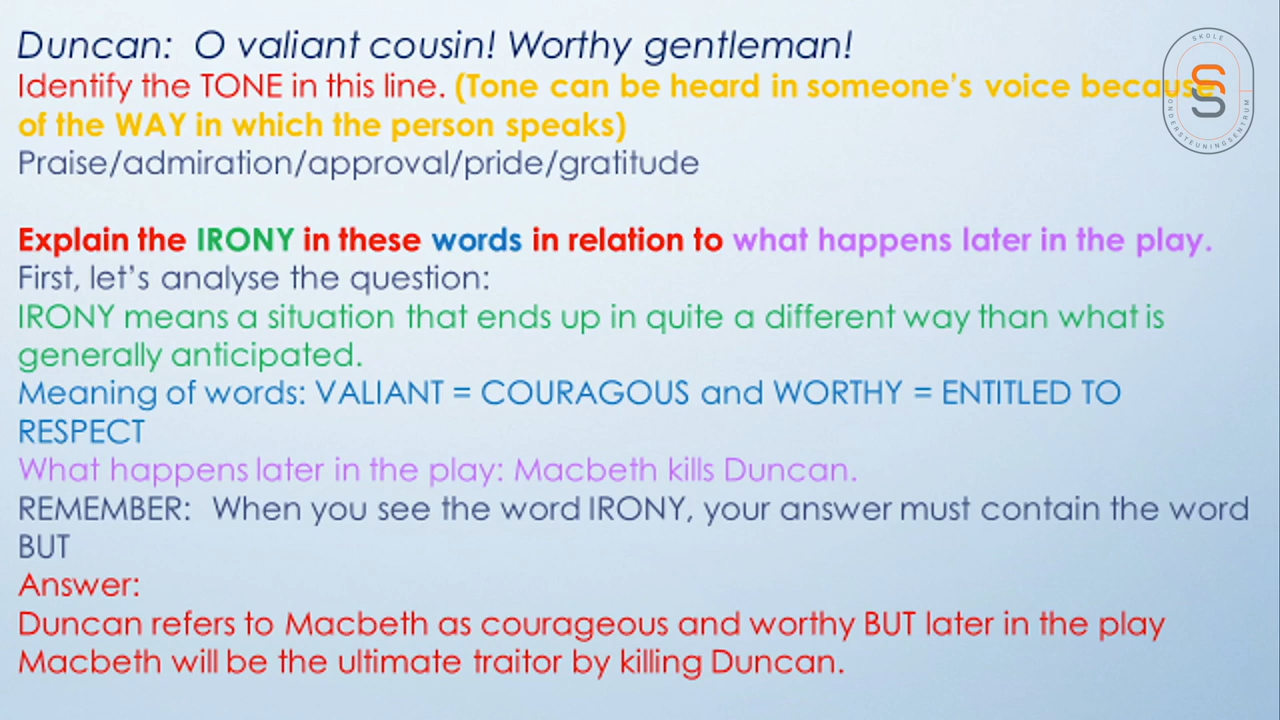 Duncan:  O valiant cousin! Worthy gentleman!
Identify the TONE in this line. (Tone can be heard in someone's voice because
of the WAY in which the person speaks)
Praise/admiration/approval/pride/gratitude
Explain the IRONY in these words in relation to what happens later in the play.
First, let's analyse the question:
IRONY means a situation that ends up in quite a different way than what is
generally anticipated.
Meaning of words: VALIANT = COURAGOUS and WORTHY = ENTITLED TO
RESPECT
What happens later in the play: Macbeth kills Duncan.
REMEMBER:  When you see the word IRONY, your answer must contain the word
BUT
Answer:
Duncan refers to Macbeth as courageous and worthy BUT later in the play
Macbeth will be the ultimate traitor by killing Duncan.
SKOLE
ONDERSTEUNINGSENTRUM